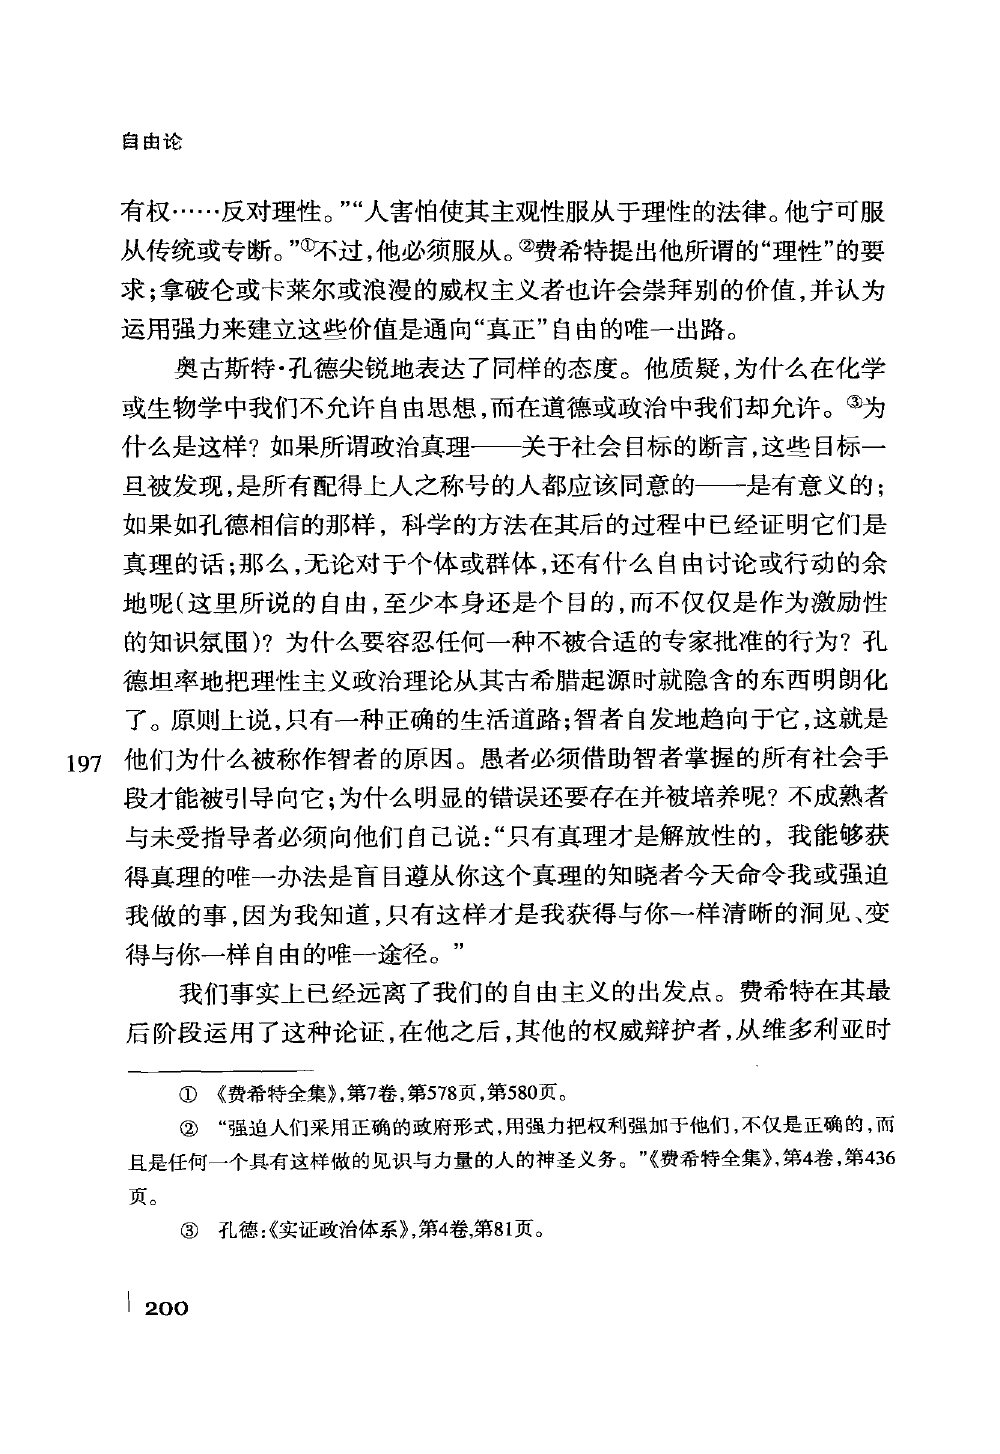 自由论
有权……反对理性。”“人害怕使其主观性服从于理性的法律。他宁可服
从传统或专断。”①不过,他必须服从。②费希特提出他所谓的“理性”的要
求;拿破仑或卡莱尔或浪漫的威权主义者也许会崇拜别的价值,并认为
运用强力来建立这些价值是通向“真正”自由的唯一出路。
奥古斯特·孔德尖锐地表达了同样的态度。他质疑,为什么在化学
或生物学中我们不允许自由思想,而在道德或政治中我们却允许。③为
什么是这样?如果所谓政治真理——关于社会目标的断言,这些目标一
旦被发现,是所有配得上人之称号的人都应该同意的——是有意义的;
如果如孔德相信的那样,科学的方法在其后的过程中已经证明它们是
真理的话;那么,无论对于个体或群体,还有什么自由讨论或行动的余
地呢(这里所说的自由,至少本身还是个目的,而不仅仅是作为激励性
的知识氛围)?为什么要容忍任何一种不被合适的专家批准的行为?孔
德坦率地把理性主义政治理论从其古希腊起源时就隐含的东西明朗化
了。原则上说,只有一种正确的生活道路;智者自发地趋向于它,这就是
197 他们为什么被称作智者的原因。愚者必须借助智者掌握的所有社会手
段才能被引导向它;为什么明显的错误还要存在并被培养呢?不成熟者
与未受指导者必须向他们自己说:“只有真理才是解放性的,我能够获
得真理的唯一办法是盲目遵从你这个真理的知晓者今天命令我或强迫
我做的事,因为我知道,只有这样才是我获得与你一样清晰的洞见、变
得与你一样自由的唯一途径。”
我们事实上已经远离了我们的自由主义的出发点。费希特在其最
后阶段运用了这种论证,在他之后,其他的权威辩护者,从维多利亚时
① 《费希特全集》,第7卷,第578页,第580页。
② “强迫人们采用正确的政府形式,用强力把权利强加于他们,不仅是正确的,而
且是任何一个具有这样做的见识与力量的人的神圣义务。”《费希特全集》,第4卷,第436
页。
③ 孔德:《实证政治体系》,第4卷,第81页。
200